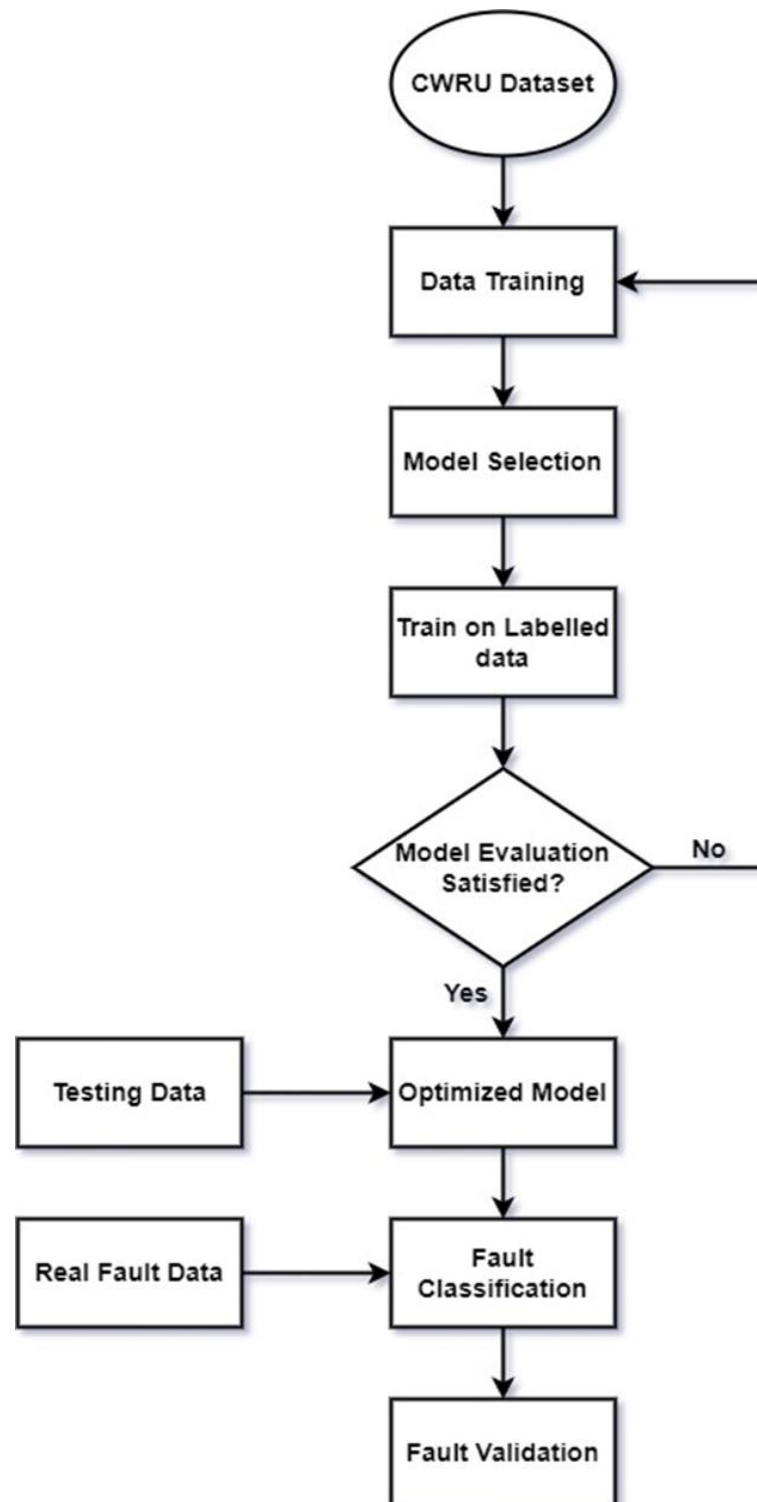 CWRU Dataset
Data Training
Model Selection
Train on Labelled
data
Model Evaluation
Satisfied?
No
Yes
Testing Data
Optimized Model
Real Fault Data
Fault
Classification
Fault Validation